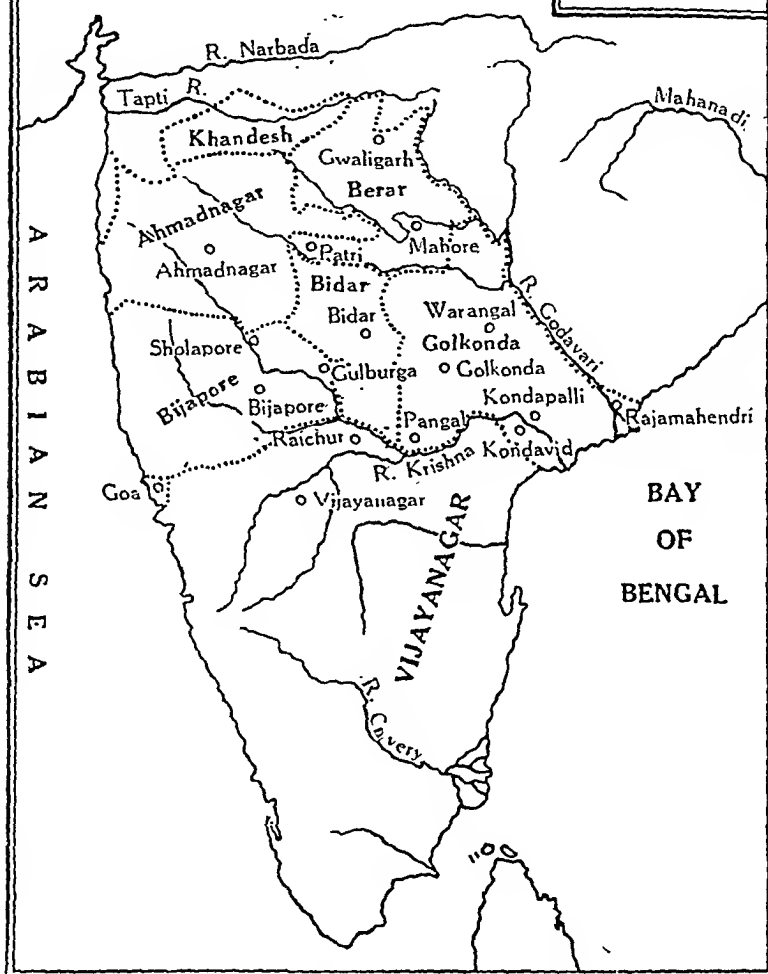 R. Narbada
Tapti R.
Mahanadi
Khandesh
Gwaligarh
Berar
Ahmadnagar
Ahmadnagar
Patri
Mahore
Bidar
Bidar
Warangal
R. Godavari
Golkonda
Golkonda
Sholapore
Gulburga
Bijapore
Bijapore
Kondapalli
Rajamahendri
Pangal
Raichur
Kondavid
R. Krishna
Goa
Vijayanagar
VIJAYANAGAR
R. Cavery
ARABIAN SEA
BAY
OF
BENGAL